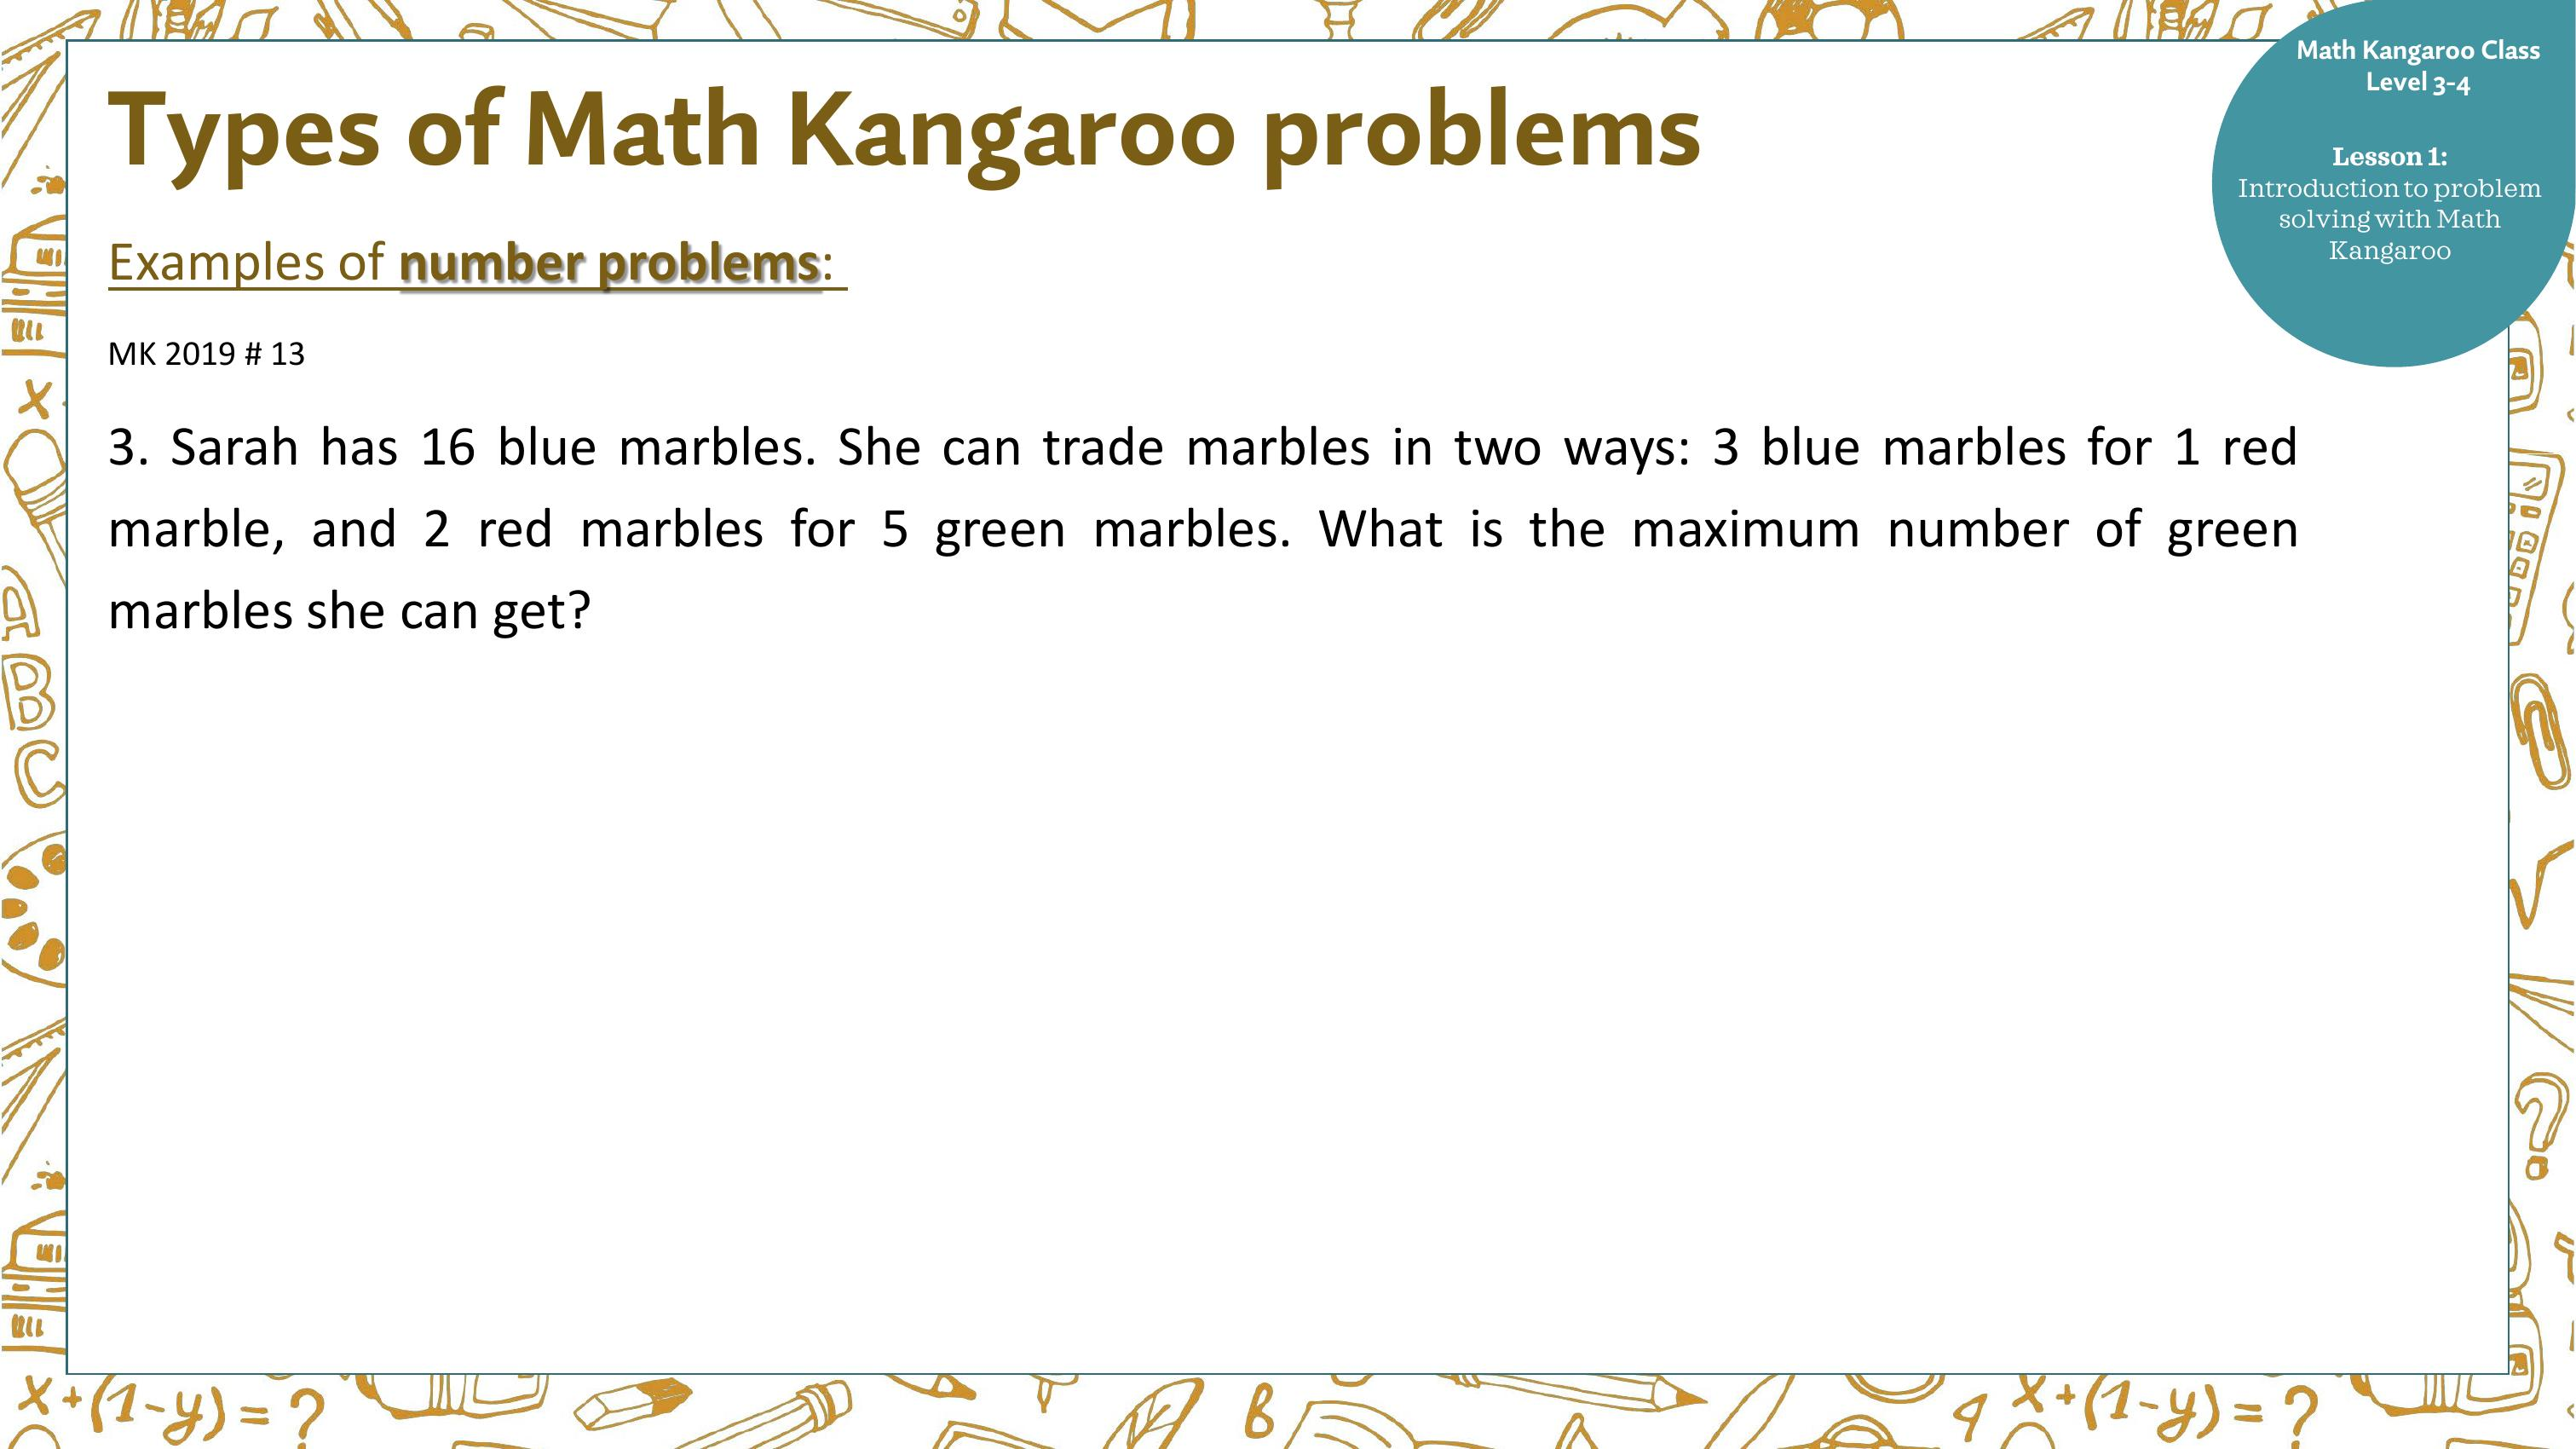 Math Kangaroo Class
Level 3-4
Lesson 1:
Introduction to problem
solving with Math
Kangaroo
Types of Math Kangaroo problems
Examples of number problems:
MK 2019 # 13
3. Sarah has 16 blue marbles. She can trade marbles in two ways: 3 blue marbles for 1 red
marble, and 2 red marbles for 5 green marbles. What is the maximum number of green
marbles she can get?
x
A
B
C
?
x+(1-y)=?
B
9
x+(1-y)=?